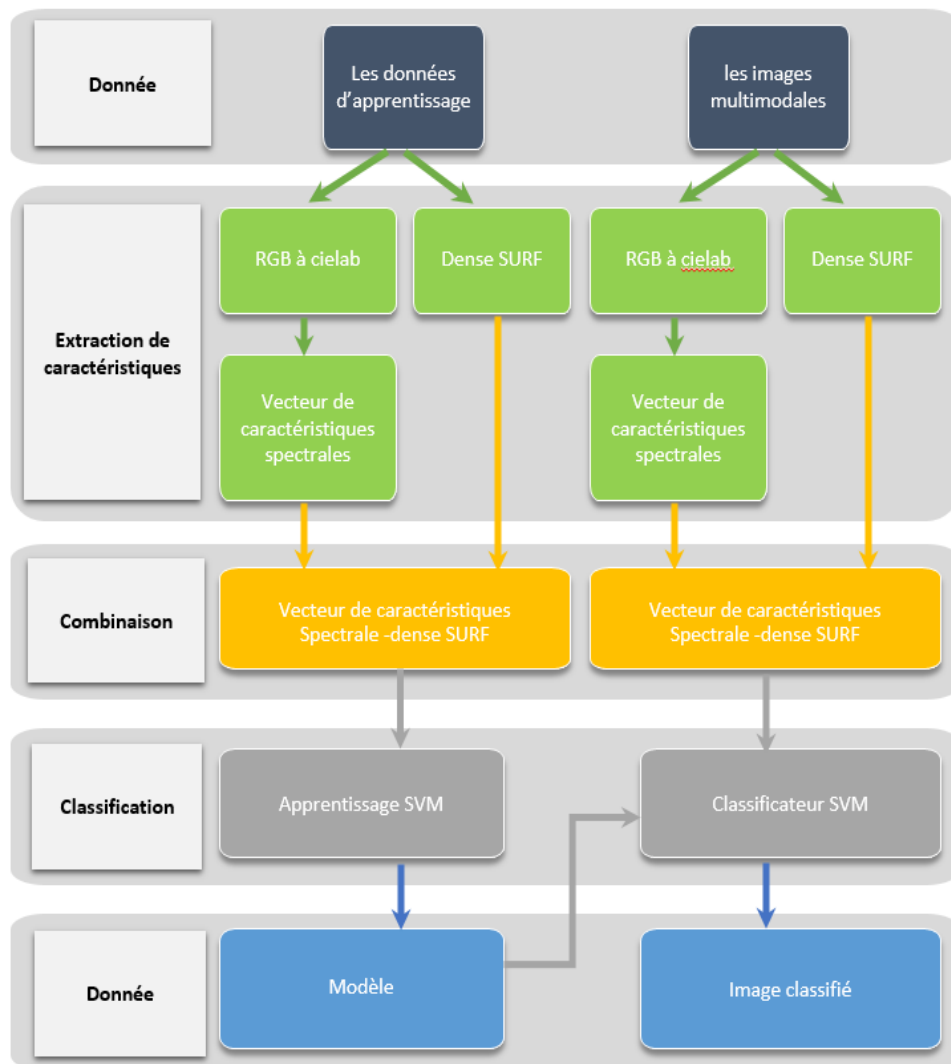 Donnée
Les données
d'apprentissage
les images
multimodales
Extraction de
caractéristiques
RGB à cielab
Dense SURF
RGB à cielab
Dense SURF
Vecteur de
caractéristiques
spectrales
Vecteur de
caractéristiques
spectrales
Combinaison
Vecteur de caractéristiques
Spectrale -dense SURF
Vecteur de caractéristiques
Spectrale -dense SURF
Classification
Apprentissage SVM
Classificateur SVM
Donnée
Modèle
Image classifié